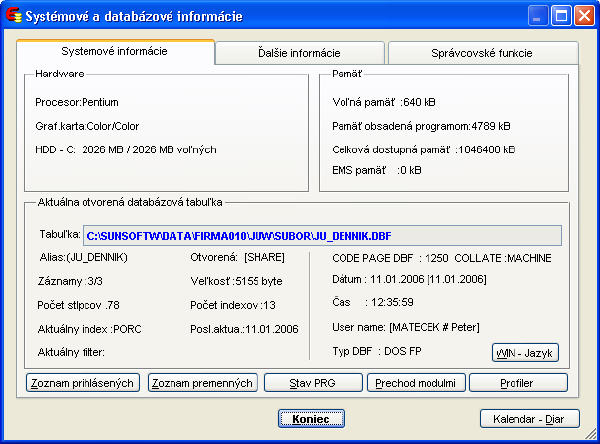 Systémové a databázové informácie
Systemové informácie
Ďalšie informácie
Správcovské funkcie
Hardware
Procesor:Pentium
Graf.karta:Color/Color
HDD - C: 2026 MB / 2026 MB voľných
Pamäť
Voľná pamäť :640 kB
Pamäť obsadená programom:4789 kB
Celková dostupná pamäť :1046400 kB
EMS pamäť :0 kB
Aktuálna otvorená databázová tabuľka
Tabuľka: C:\SUNSOFTW\DATA\FIRMA010\JUW\SUBOR\JU_DENNIK.DBF
Alias:(JU_DENNIK)
Otvorená: [SHARE]
CODE PAGE DBF : 1250 COLLATE :MACHINE
Záznamy :3/3
Veľkosť :5155 byte
Dátum : 11.01.2006 |11.01.2006]
Počet stĺpcov .78
Počet indexov :13
Čas : 12:35:59
Aktuálny index :PORC
Posl.aktua.:11.01.2006
User name: [MATECEK # Peter]
Aktuálny filter:
Typ DBF : DOS FP
WIN - Jazyk
Zoznam prihlásených
Zoznam premenných
Stav PRG
Prechod modulmi
Profiler
Koniec
Kalendar - Diar